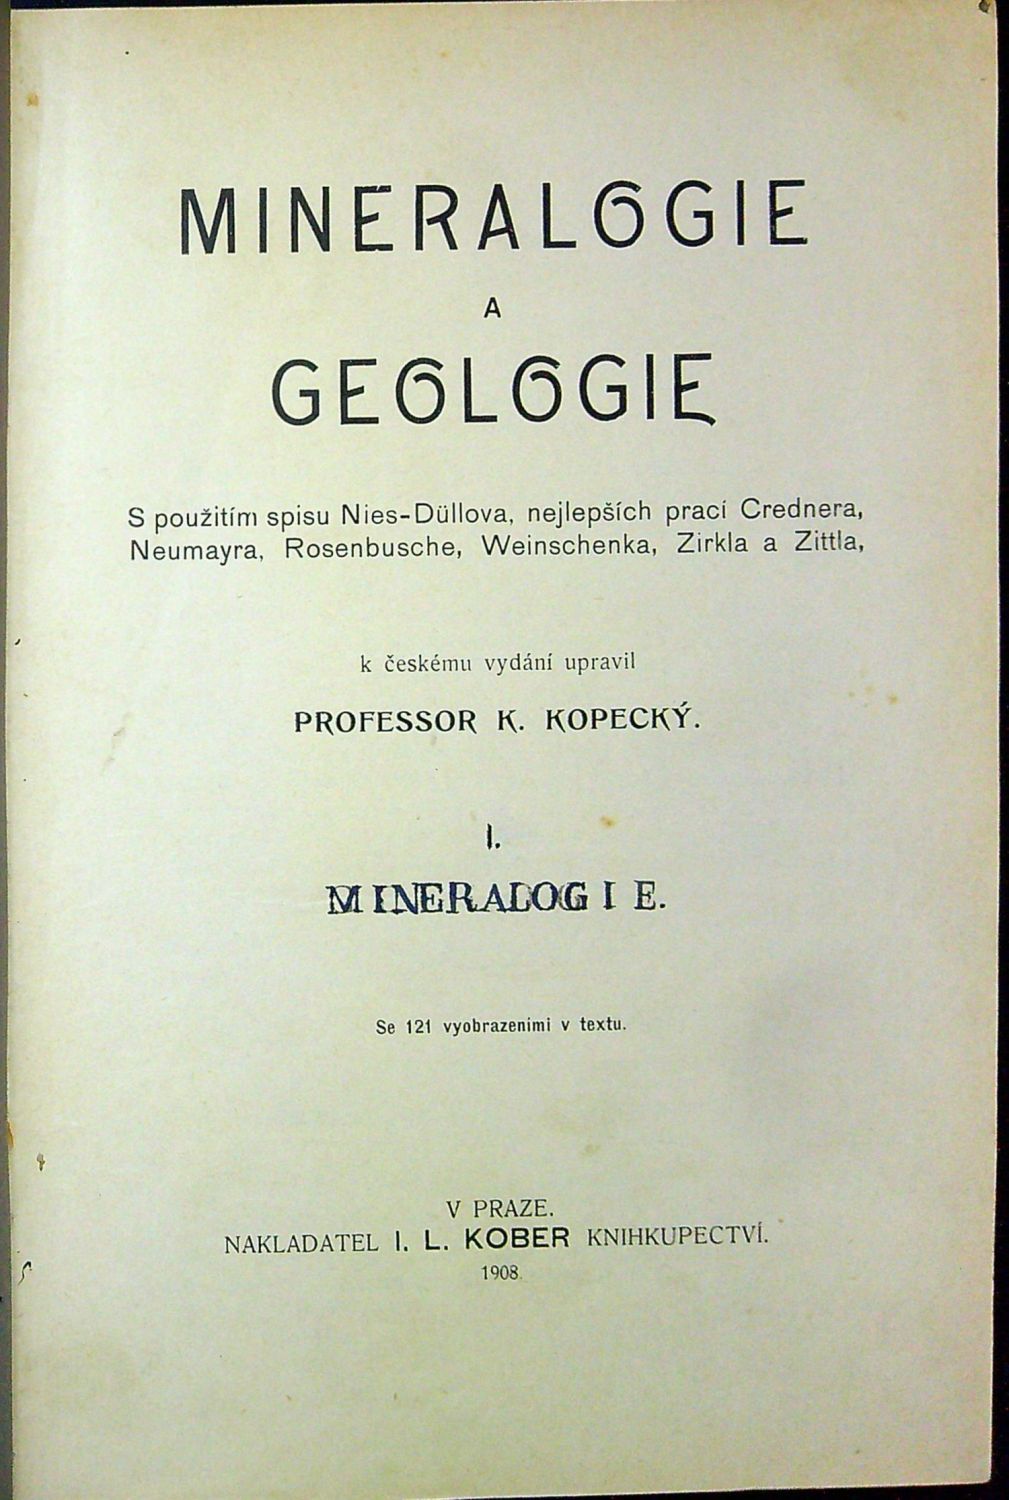 MINERALOGIE
A
GEOLOGIE
S použitím spisu Nies-Düllova, nejlepších prací Crednera,
Neumayra, Rosenbusche, Weinschenka, Zirkla a Zittla,
k českému vydání upravil
PROFESSOR K. KOPECKÝ.
I.
MINERALOGIE.
Se 121 vyobrazeními v textu.
V PRAZE.
NAKLADATEL I. L. KOBER KNIHKUPECTVÍ.
1908.